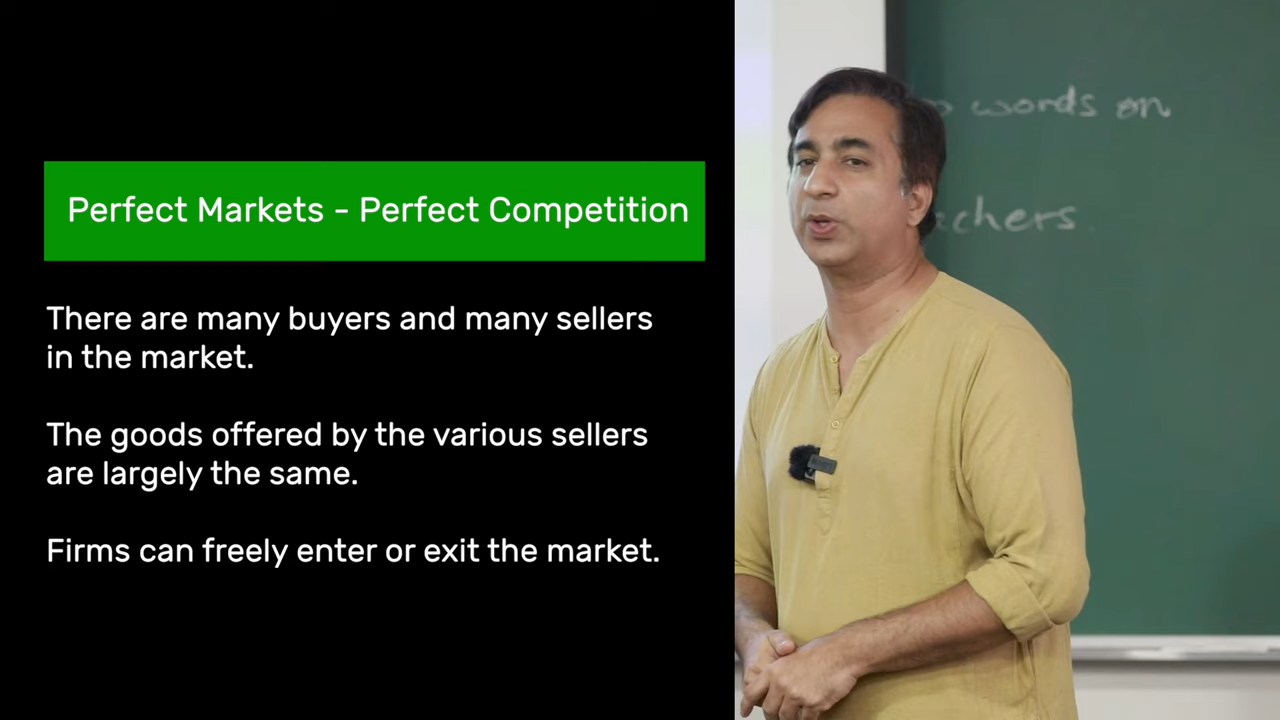 Perfect Markets - Perfect Competition
There are many buyers and many sellers
in the market.
The goods offered by the various sellers
are largely the same.
Firms can freely enter or exit the market.
words on